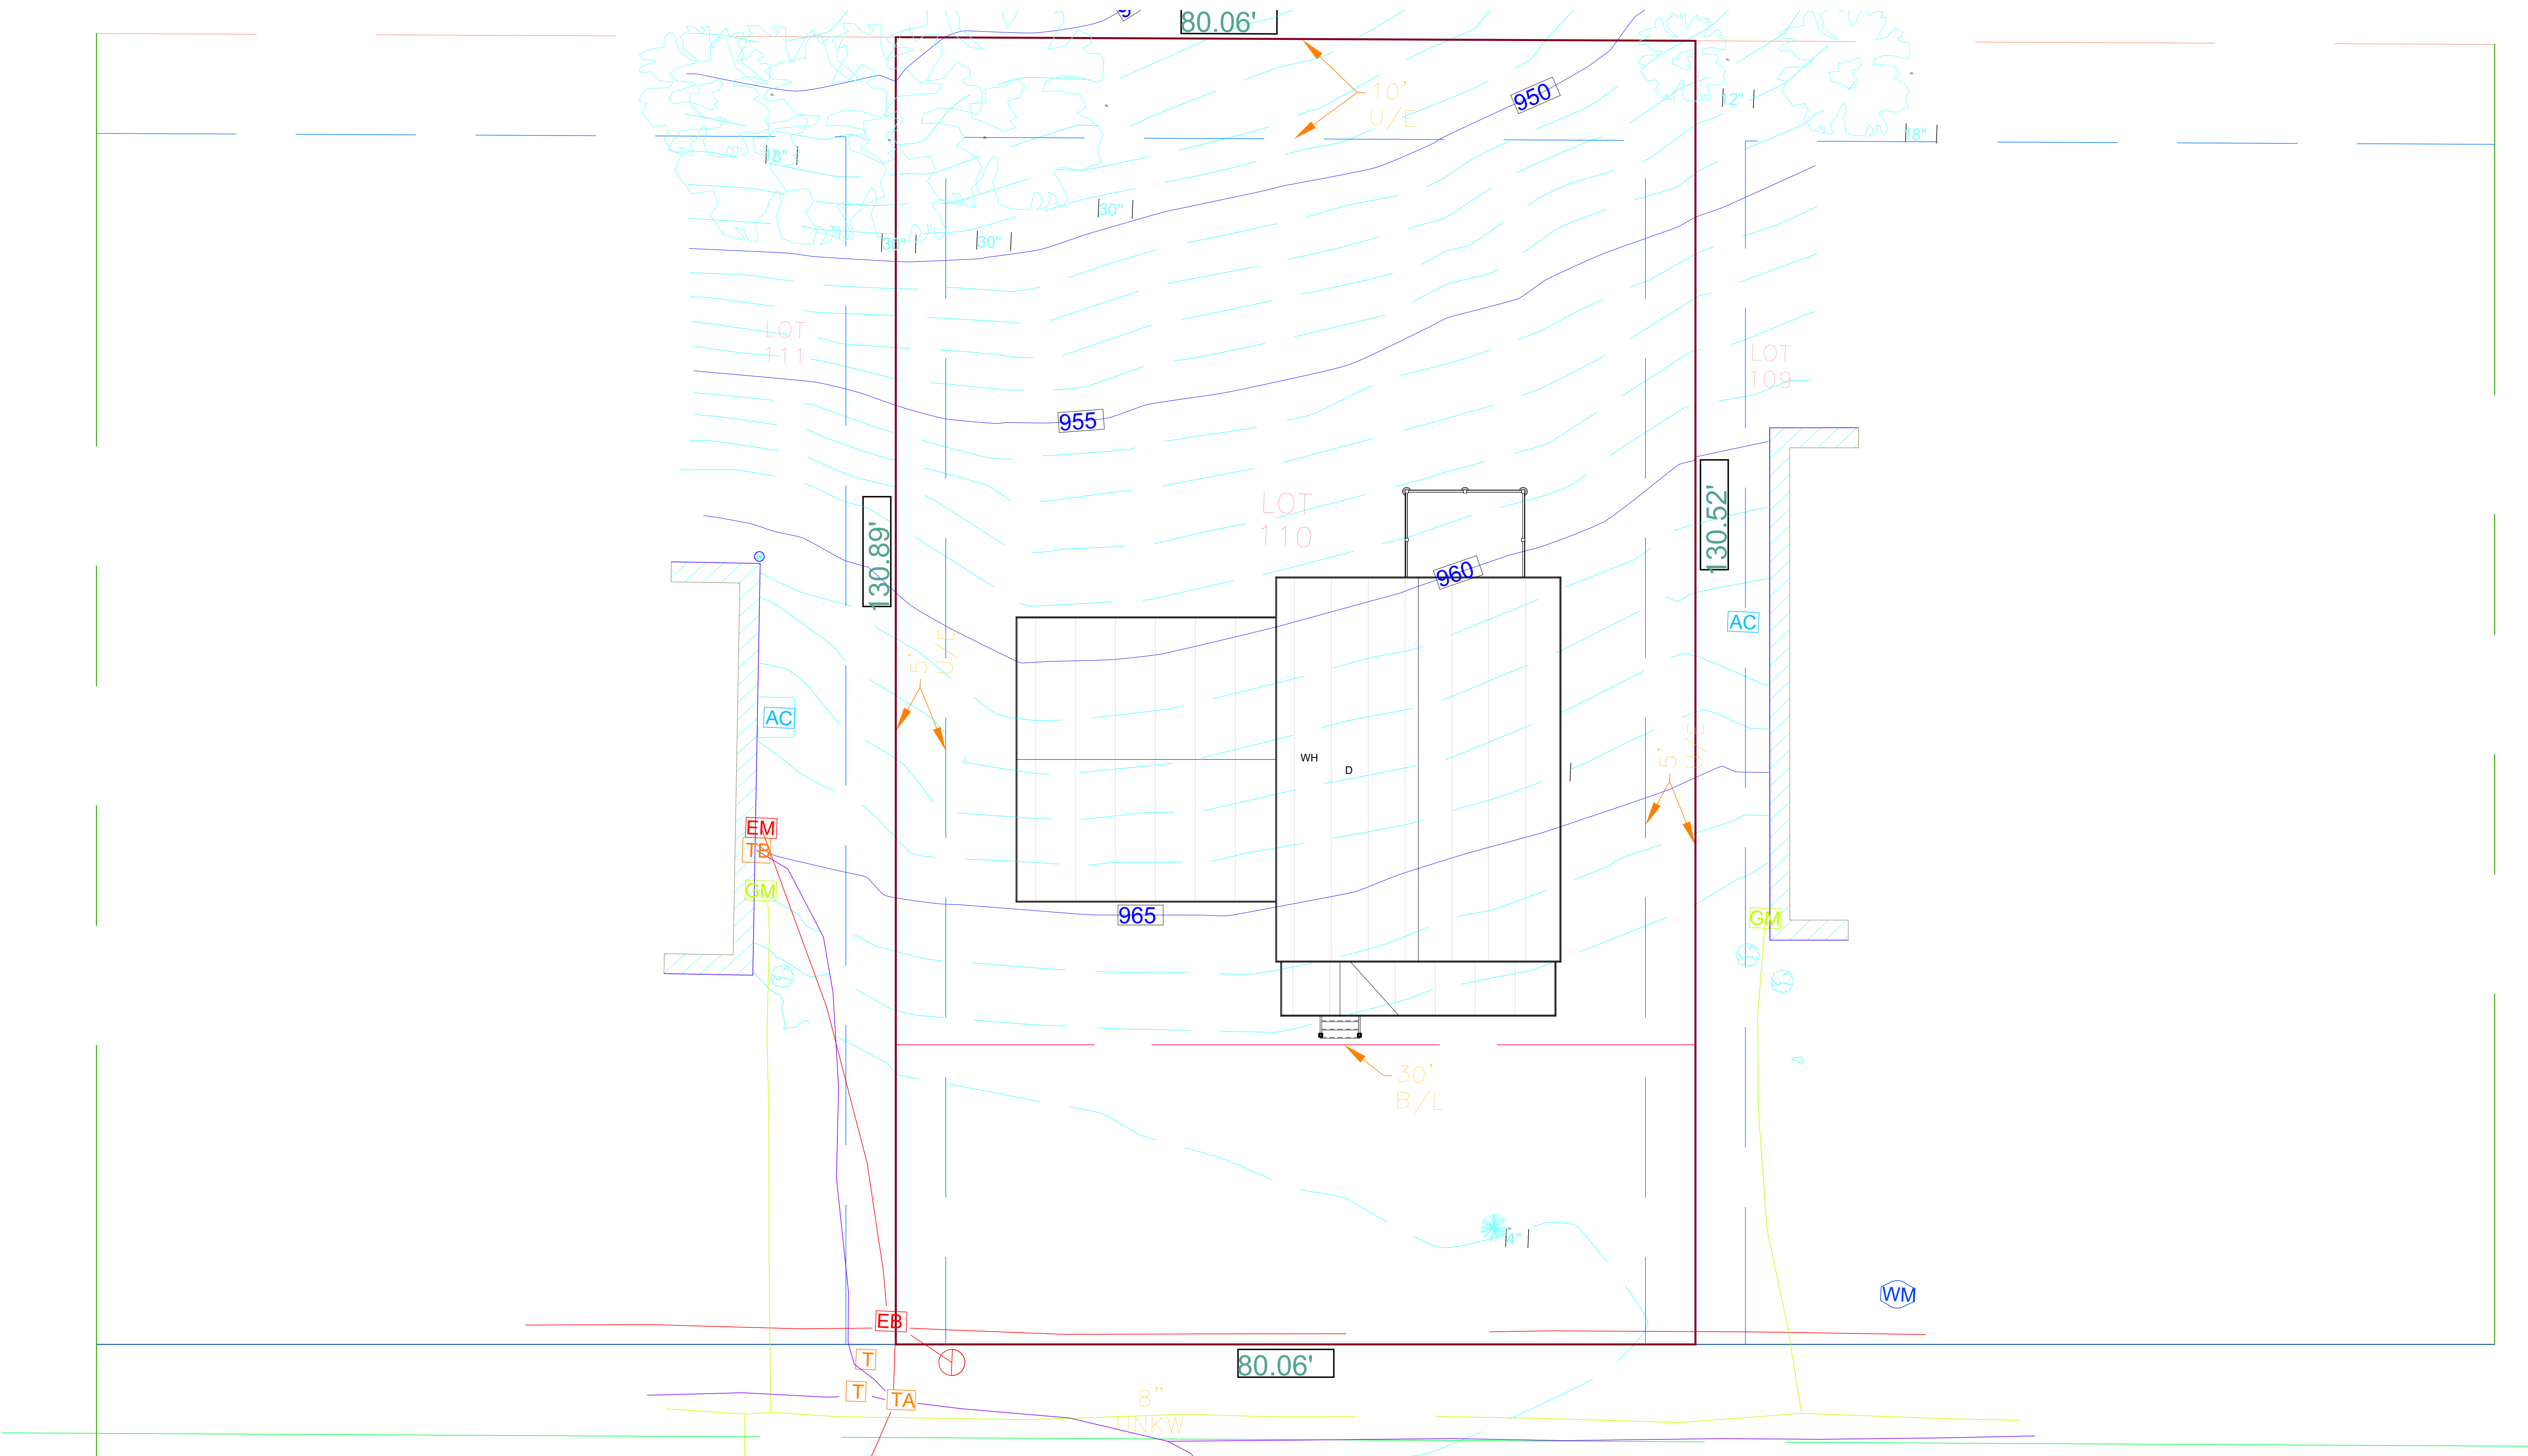 80.06'
10'
U/E
950
12"
18"
18"
30"
30"
30"
LOT
111
LOT
109
955
LOT
110
130.89'
130.52'
960
AC
5'
U/E
AC
5'
U/E
WH
D
EM
TB
GM
965
GM
30'
B/L
4"
WM
EB
T
80.06'
T
TA
8"
UNKW